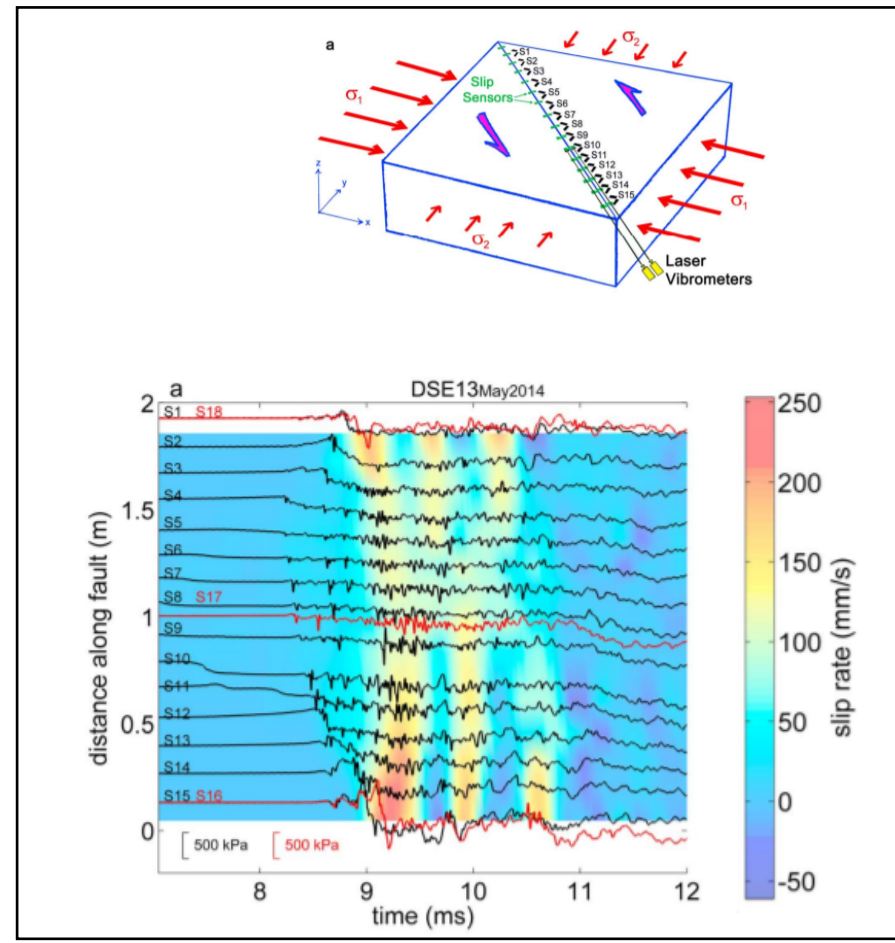 a
σ2
S1
S2
S3
S4
S5
S6
S7
S8
S9
S10
S11
S12
S13
S14
S15
Slip
Sensors
σ1
z
y
x
σ2
σ1
Laser
Vibrometers
a
DSE13May2014
S1 S18
S2
S3
S4
S5
S6
S7
S8 S17
S9
S10
S11
S12
S13
S14
S15 S16
500 kPa 500 kPa
2
1.5
1
0.5
0
distance along fault (m)
8 9 10 11 12
time (ms)
250
200
150
100
50
0
-50
slip rate (mm/s)